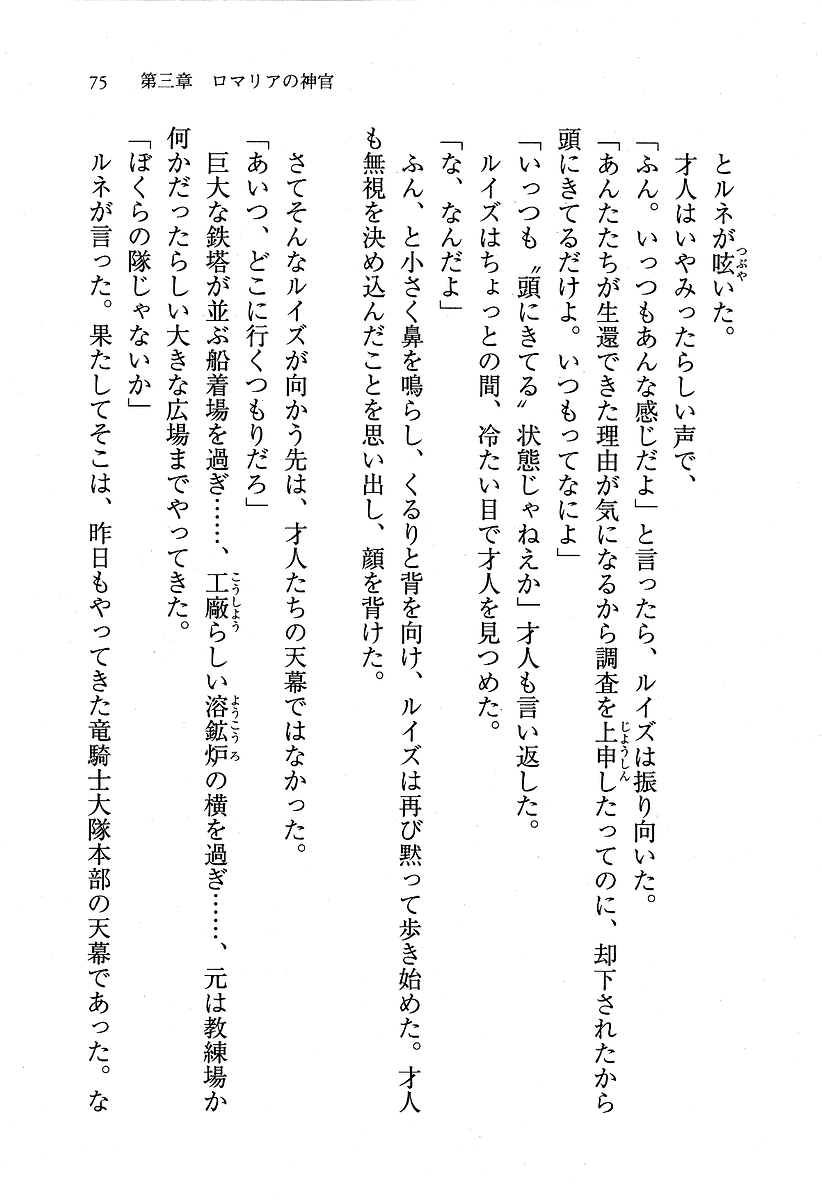 75　第三章　ロマリアの神官
とルネが呟いた。
才人はいやみったらしい声で、
「ふん。いっつもあんな感じだよ」と言ったら、ルイズは振り向いた。
「あんたたちが生還できた理由が気になるから調査を上申したってのに、却下されたから
頭にきてるだけよ。いつもってなによ」
「いっつも〝頭にきてる〟状態じゃねえか」才人も言い返した。
ルイズはちょっとの間、冷たい目で才人を見つめた。
「な、なんだよ」
ふん、と小さく鼻を鳴らし、くるりと背を向け、ルイズは再び黙って歩き始めた。才人
も無視を決め込んだことを思い出し、顔を背けた。
さてそんなルイズが向かう先は、才人たちの天幕ではなかった。
「あいつ、どこに行くつもりだろ」
巨大な鉄塔が並ぶ船着場を過ぎ……、工廠らしい溶鉱炉の横を過ぎ……、元は教練場か
何かだったらしい大きな広場までやってきた。
「ぼくらの隊じゃないか」
ルネが言った。果たしてそこは、昨日もやってきた竜騎士大隊本部の天幕であった。な
つぶや
じょうしん
こうしょう
ようこうろ